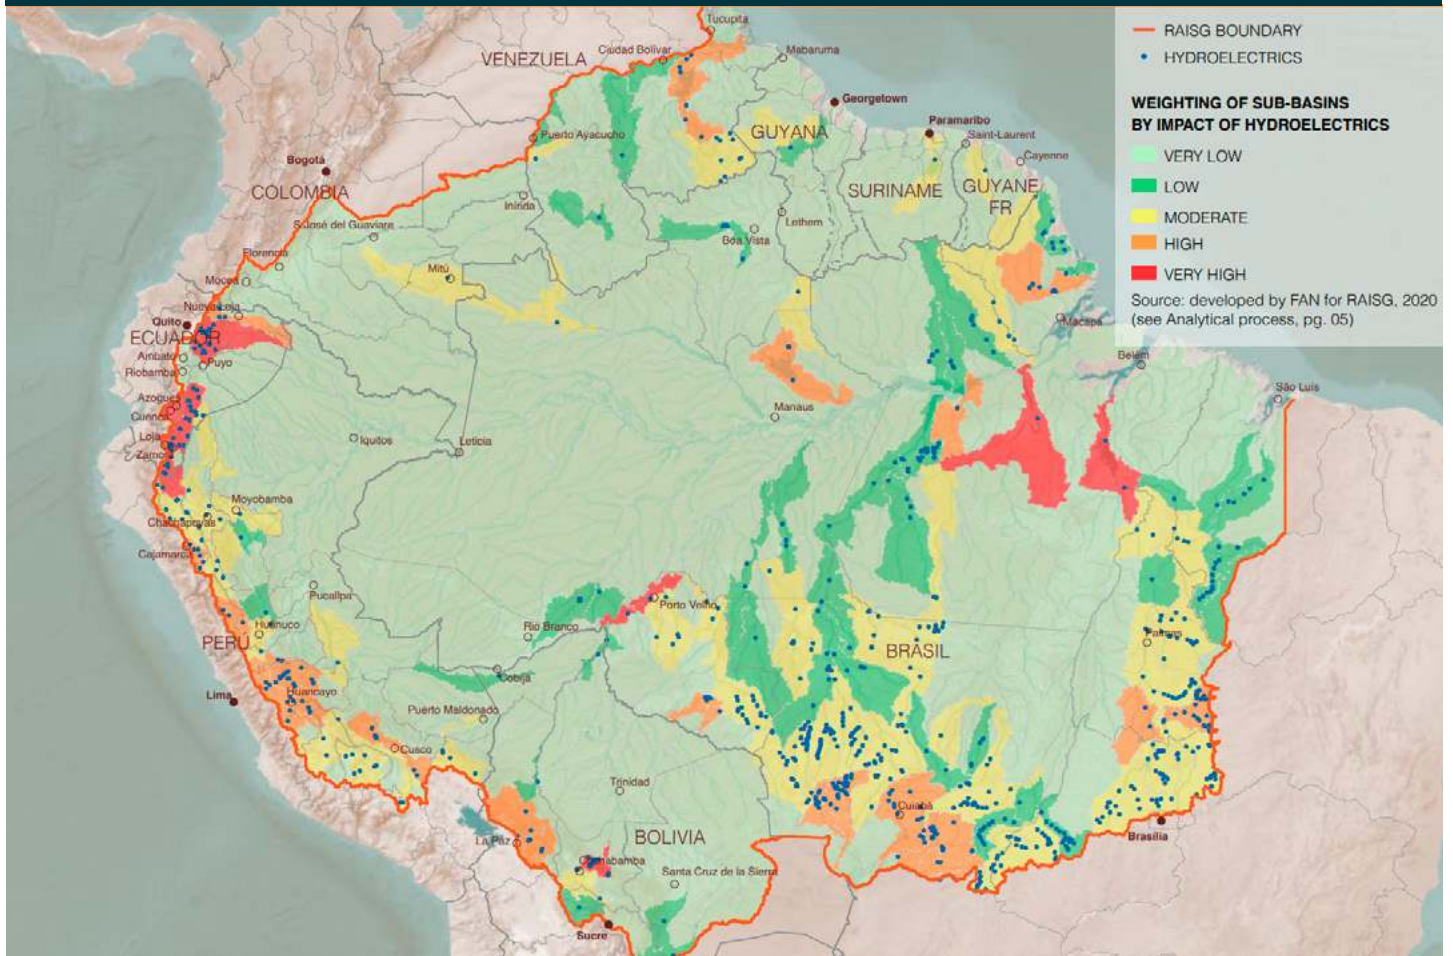 RAISG BOUNDARY
HYDROELECTRICS
WEIGHTING OF SUB-BASINS
BY IMPACT OF HYDROELECTRICS
VERY LOW
LOW
MODERATE
HIGH
VERY HIGH
Source: developed by FAN for RAISG, 2020
(see Analytical process, pg. 05)
Tucupita
VENEZUELA
Ciudad Bolívar
Mabaruma
Georgetown
Puerto Ayacucho
GUYANA
Paramaribo
Saint-Laurent
Cayenne
Bogotá
COLOMBIA
SURINAME
GUYANE
FR
Inírida
Lethem
S. José del Guaviare
Boa Vista
Florencia
Mitú
Mocoa
Nueva Loja
Quito
ECUADOR
Macapá
Ambato
Puyo
Riobamba
Belém
São Luís
Azogues
Cuenca
Manaus
Loja
Iquitos
Leticia
Zamora
Moyobamba
Chachapoyas
Cajamarca
Pucallpa
Porto Velho
Huánuco
Rio Branco
PERÚ
BRASIL
Palmas
Cobija
Lima
Huancayo
Puerto Maldonado
Cusco
Trinidad
Cuiabá
La Paz
BOLIVIA
Brasília
Cochabamba
Santa Cruz de la Sierra
Sucre